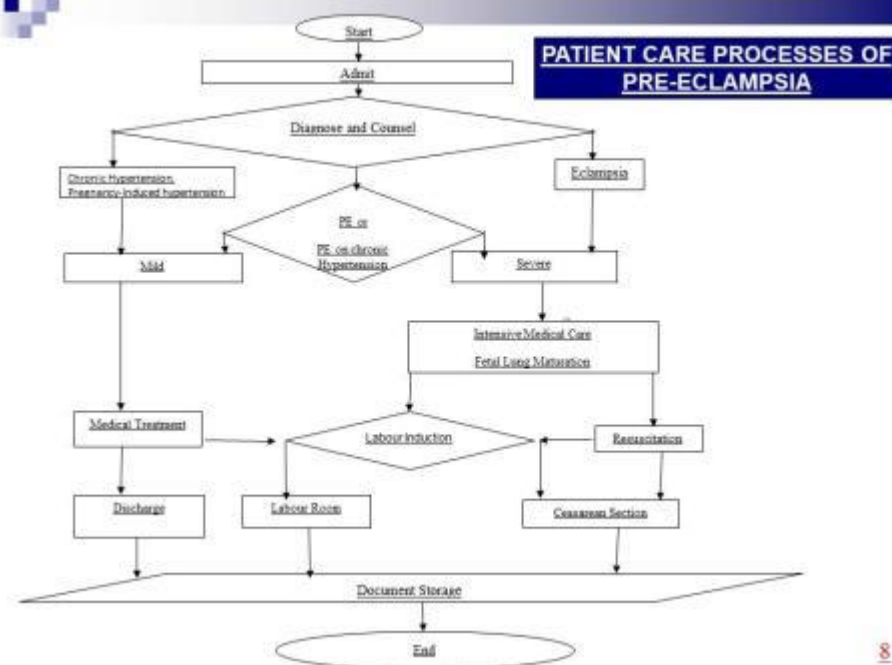 Start
PATIENT CARE PROCESSES OF
PRE-ECLAMPSIA
Admit
Diagnose and Counsel
Chronic Hypertension,
Pregnancy-Induced hypertension
Eclampsia
PE or
PE on chronic
Hypertension
Mild
Severe
Intensive Medical Care
Fetal Lung Maturation
Medical Treatment
Labour Induction
Resuscitation
Discharge
Labour Room
Ceasarean Section
Document Storage
End
8